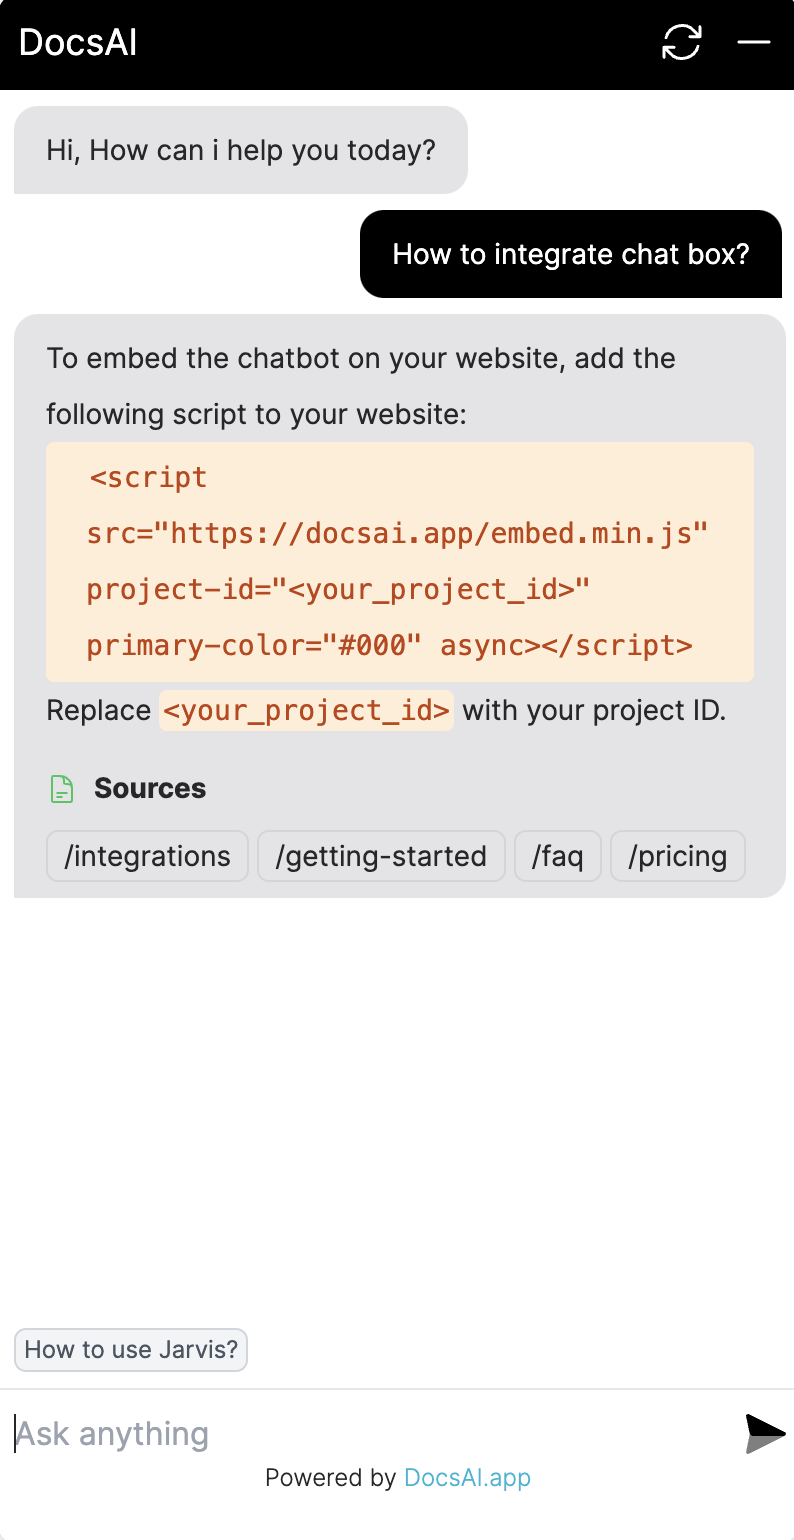 DocsAI
Hi, How can i help you today?
How to integrate chat box?
To embed the chatbot on your website, add the
following script to your website:
<script
src="https://docsai.app/embed.min.js"
project-id="<your_project_id>"
primary-color="#000" async></script>
Replace <your_project_id> with your project ID.
Sources
/integrations /getting-started /faq /pricing
How to use Jarvis?
Ask anything
Powered by DocsAI.app